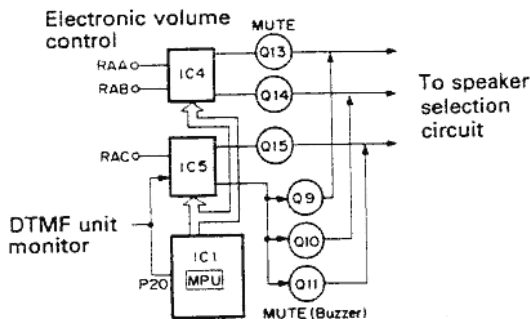 Electronic volume
control
MUTE
Q13
RAA
IC4
RAB
Q14
To speaker
selection
circuit
Q15
RAC
IC5
Q9
DTMF unit
monitor
Q10
IC1
P20
MPU
Q11
MUTE (Buzzer)